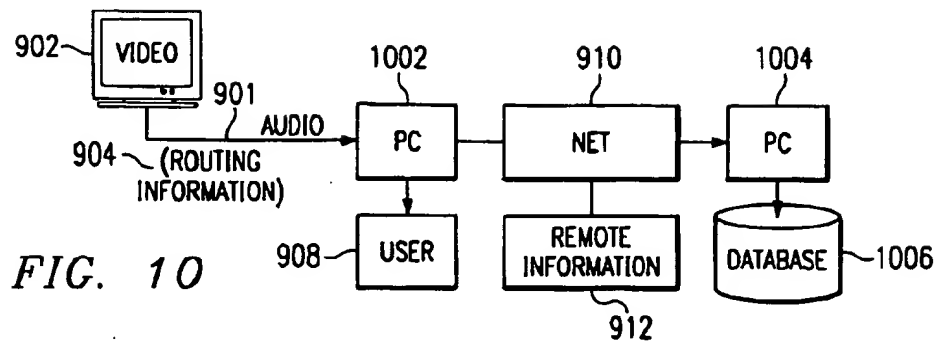 902
VIDEO
901
AUDIO
904
(ROUTING
INFORMATION)
1002
PC
910
NET
1004
PC
908
USER
REMOTE
INFORMATION
912
DATABASE
1006
FIG. 10